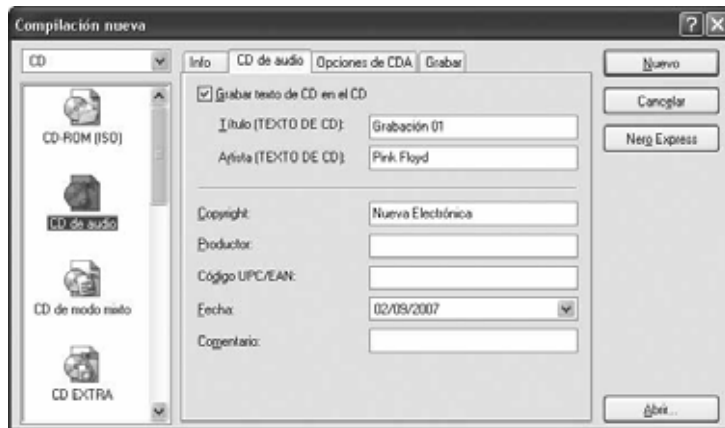 Compilación nueva
CD
CD-ROM (ISO)
CD de audio
CD de modo mixto
CD EXTRA
Info
CD de audio
Opciones de CDA
Grabar
Grabar texto de CD en el CD
Título (TEXTO DE CD):
Grabación 01
Artista (TEXTO DE CD):
Pink Floyd
Copyright:
Nueva Electrónica
Productor:
Código UPC/EAN:
Fecha:
02/09/2007
Comentario:
Nuevo
Cancelar
Nero Express
Abrir...